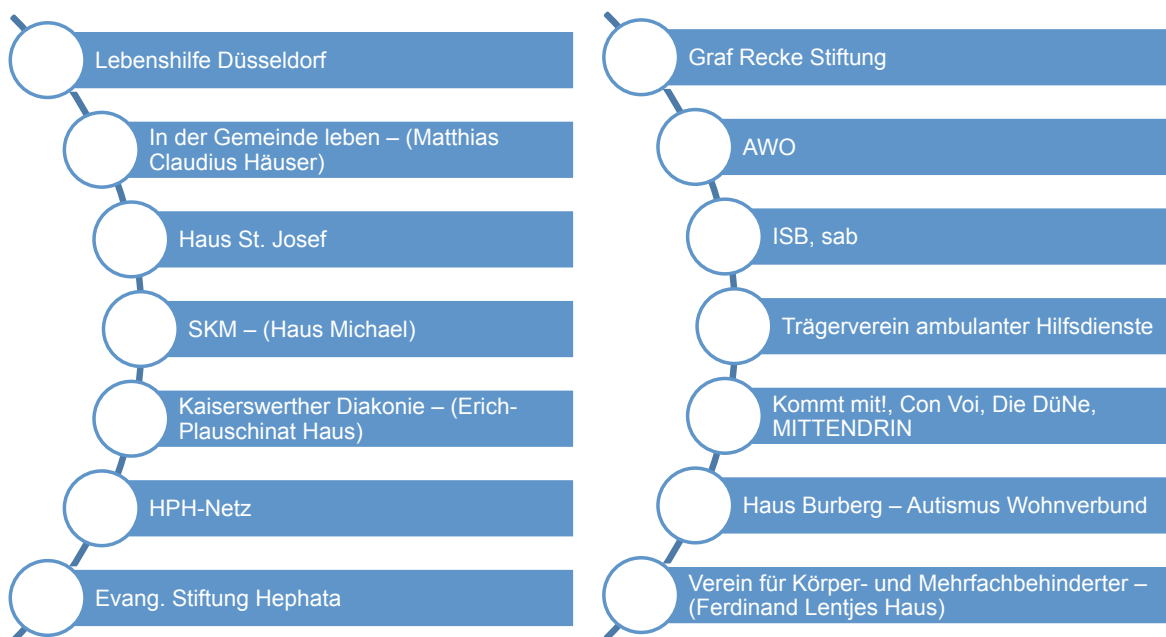 Lebenshilfe Düsseldorf
In der Gemeinde leben – (Matthias
Claudius Häuser)
Haus St. Josef
SKM – (Haus Michael)
Kaiserswerther Diakonie – (Erich-
Plauschinat Haus)
HPH-Netz
Evang. Stiftung Hephata
Graf Recke Stiftung
AWO
ISB, sab
Trägerverein ambulanter Hilfsdienste
Kommt mit!, Con Voi, Die DüNe,
MITTENDRIN
Haus Burberg – Autismus Wohnverbund
Verein für Körper- und Mehrfachbehinderter –
(Ferdinand Lentjes Haus)